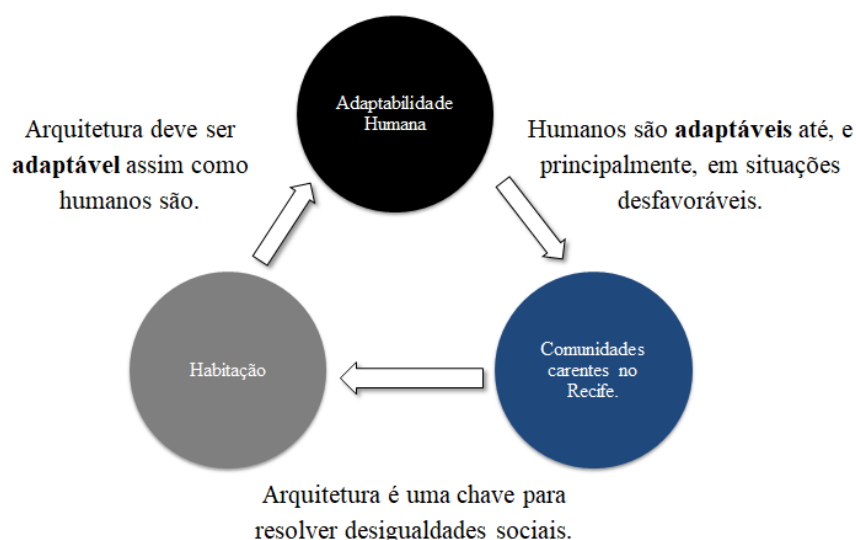 Adaptabilidade
Humana
Arquitetura deve ser
adaptável assim como
humanos são.
Humanos são adaptáveis até, e
principalmente, em situações
desfavoráveis.
Habitação
Comunidades
carentes no
Recife.
Arquitetura é uma chave para
resolver desigualdades sociais.